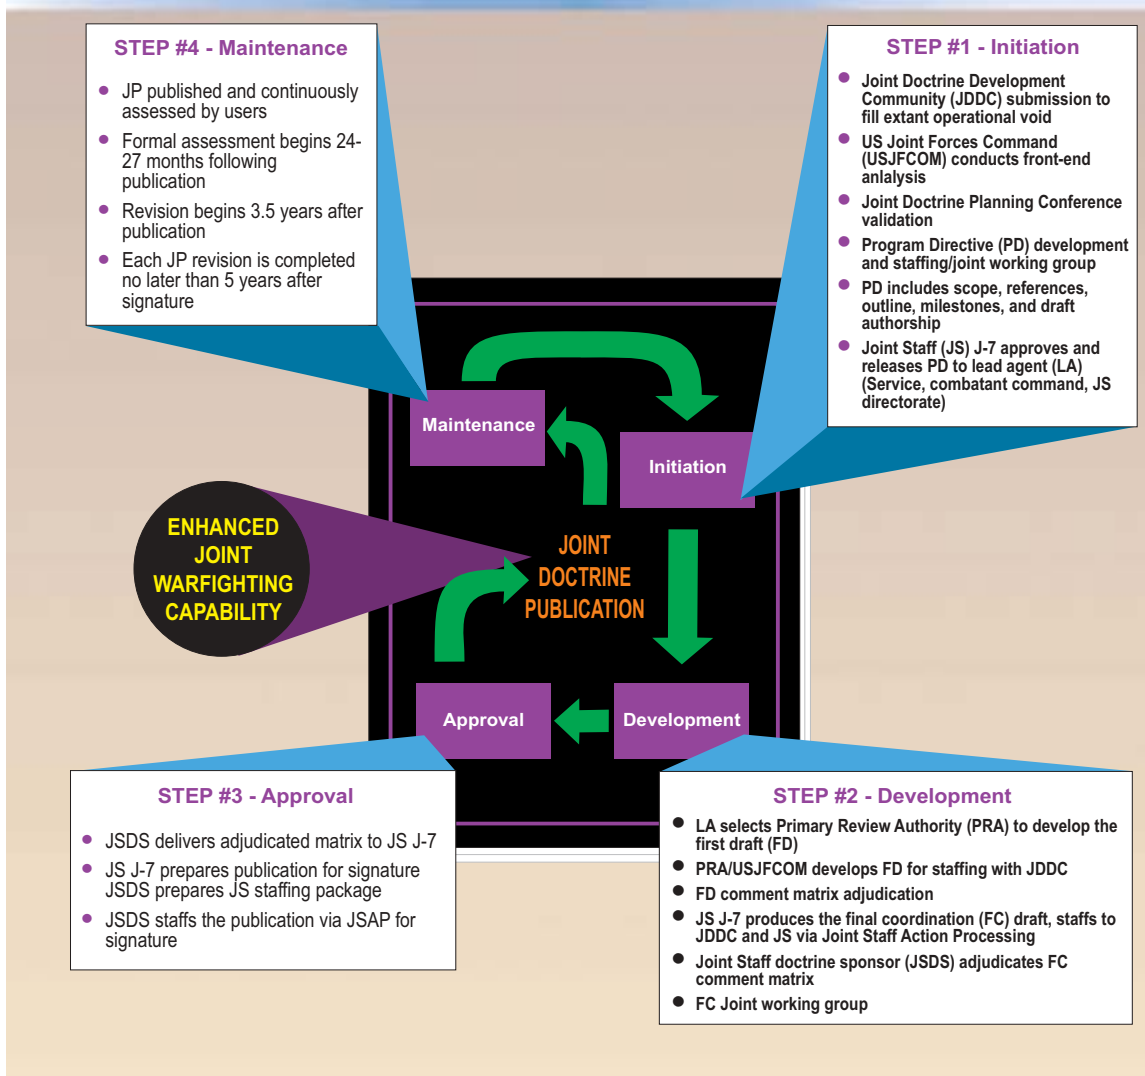 STEP #4 - Maintenance
• JP published and continuously
assessed by users
• Formal assessment begins 24-
27 months following
publication
• Revision begins 3.5 years after
publication
• Each JP revision is completed
no later than 5 years after
signature
STEP #1 - Initiation
• Joint Doctrine Development
Community (JDDC) submission to
fill extant operational void
• US Joint Forces Command
(USJFCOM) conducts front-end
anlalysis
• Joint Doctrine Planning Conference
validation
• Program Directive (PD) development
and staffing/joint working group
• PD includes scope, references,
outline, milestones, and draft
authorship
• Joint Staff (JS) J-7 approves and
releases PD to lead agent (LA)
(Service, combatant command, JS
directorate)
Maintenance
Initiation
ENHANCED
JOINT
WARFIGHTING
CAPABILITY
JOINT
DOCTRINE
PUBLICATION
Approval
Development
STEP #3 - Approval
• JSDS delivers adjudicated matrix to JS J-7
• JS J-7 prepares publication for signature
JSDS prepares JS staffing package
• JSDS staffs the publication via JSAP for
signature
STEP #2 - Development
• LA selects Primary Review Authority (PRA) to develop the
first draft (FD)
• PRA/USJFCOM develops FD for staffing with JDDC
• FD comment matrix adjudication
• JS J-7 produces the final coordination (FC) draft, staffs to
JDDC and JS via Joint Staff Action Processing
• Joint Staff doctrine sponsor (JSDS) adjudicates FC
comment matrix
• FC Joint working group